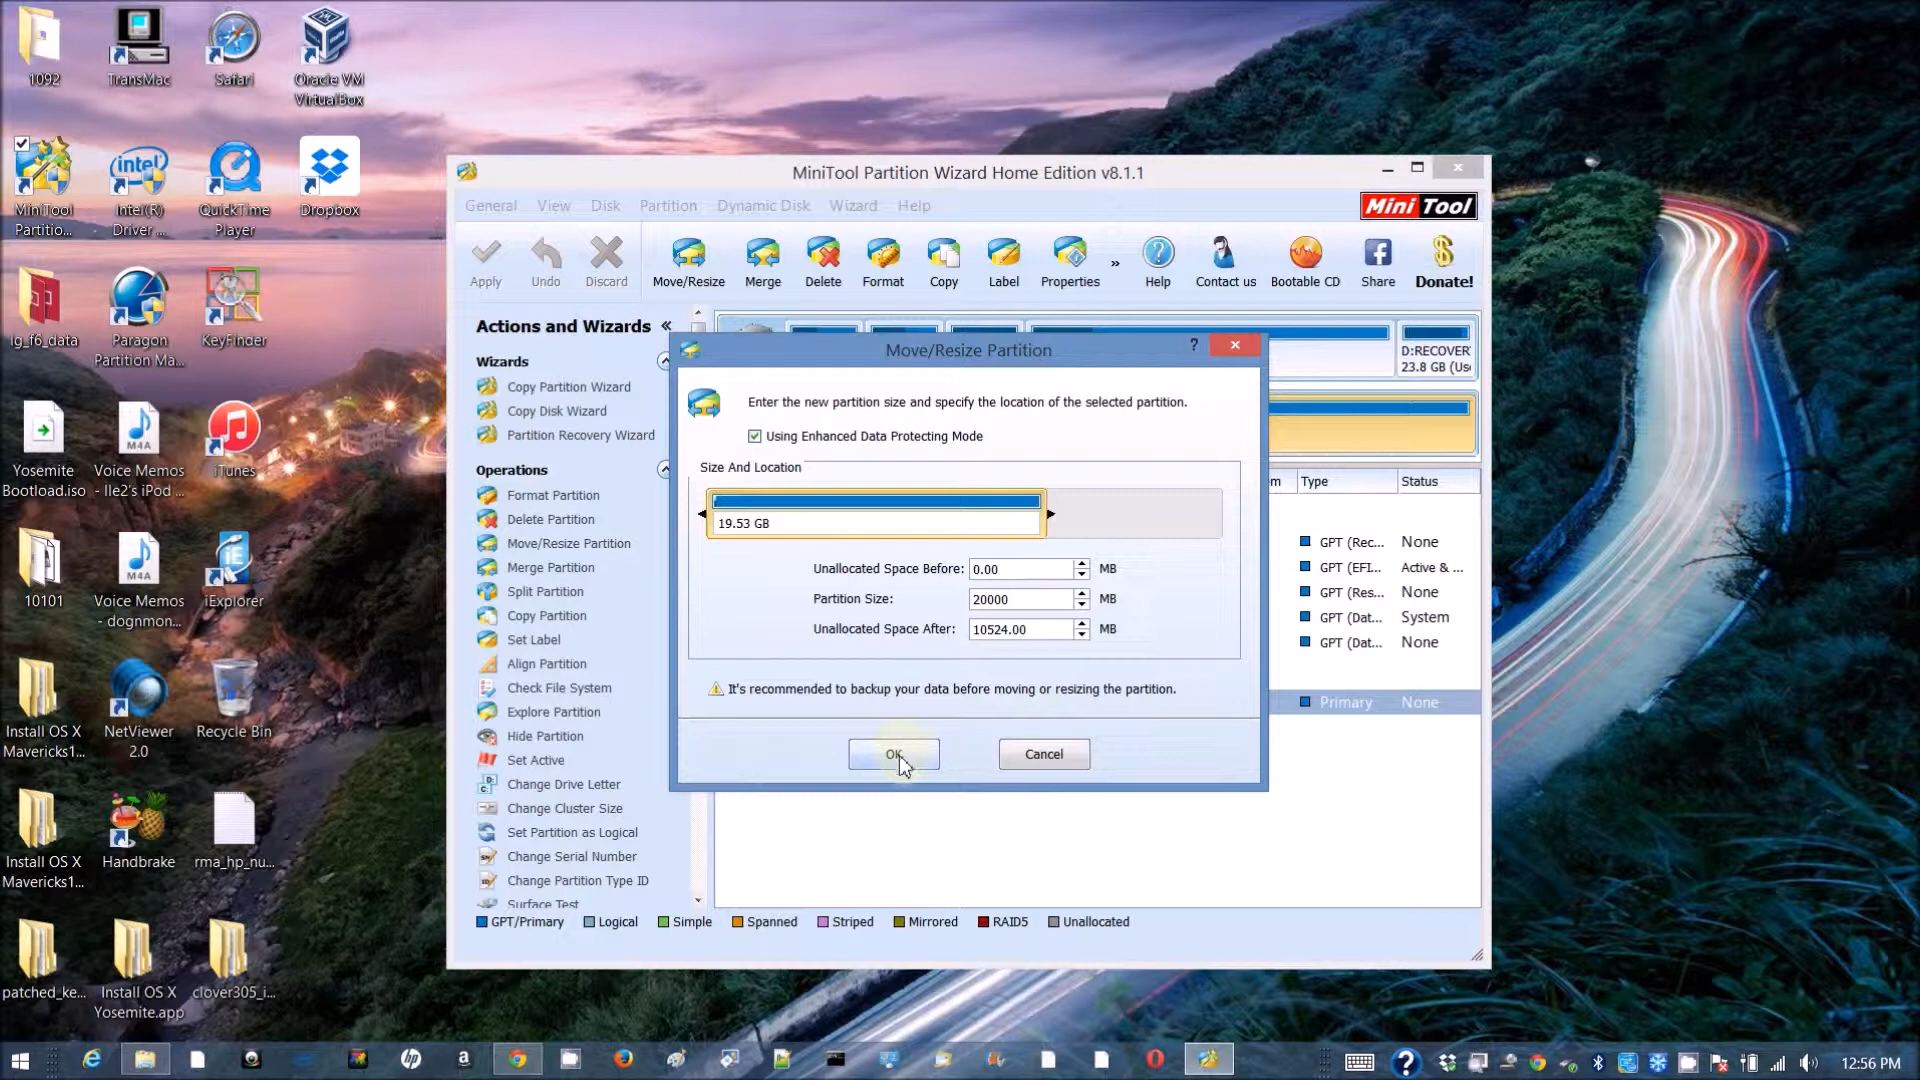 1092
TransMac
Safari
Oracle VM
VirtualBox
MiniTool
Partitio...
Intel(R)
Driver ...
QuickTime
Player
Dropbox
lg_f6_data
Paragon
Partition Ma...
KeyFinder
Yosemite
Bootload.iso
M4A
Voice Memos
- lle2's iPod ...
iTunes
10101
M4A
Voice Memos
- dognmon...
iExplorer
Install OS X
Mavericks1...
NetViewer
2.0
Recycle Bin
Install OS X
Mavericks1...
Handbrake
rma_hp_nu...
patched_ke...
Install OS X
Yosemite.app
clover305_i...
MiniTool Partition Wizard Home Edition v8.1.1
General View Disk Partition Dynamic Disk Wizard Help
Mini Tool
Apply Undo Discard Move/Resize Merge Delete Format Copy Label Properties » Help Contact us Bootable CD Share Donate!
Actions and Wizards «
Wizards
Copy Partition Wizard
Copy Disk Wizard
Partition Recovery Wizard
Operations
Format Partition
Delete Partition
Move/Resize Partition
Merge Partition
Split Partition
Copy Partition
Set Label
Align Partition
Check File System
Explore Partition
Hide Partition
Set Active
Change Drive Letter
Change Cluster Size
Set Partition as Logical
Change Serial Number
Change Partition Type ID
Surface Test
D:RECOVER
23.8 GB (Use
Move/Resize Partition
?
Enter the new partition size and specify the location of the selected partition.
Using Enhanced Data Protecting Mode
Size And Location
19.53 GB
Unallocated Space Before: 0.00 MB
Partition Size: 20000 MB
Unallocated Space After: 10524.00 MB
It's recommended to backup your data before moving or resizing the partition.
OK Cancel
em Type Status
GPT (Rec... None
GPT (EFI... Active & ...
GPT (Res... None
GPT (Dat... System
GPT (Dat... None
Primary None
GPT/Primary Logical Simple Spanned Striped Mirrored RAID5 Unallocated
12:56 PM